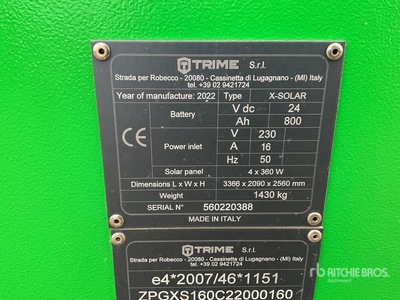 TRIME S.r.l.
Strada per Robecco - 20080 - Cassinetta di Lugagnano - (MI) Italy
tel. +39 02 9421724
Year of manufacture: 2022 Type X-SOLAR
Battery V dc 24
Ah 800
CE Power inlet V 230
A 16
Hz 50
Solar panel 4 x 360 W
Dimensions L x W x H 3366 x 2090 x 2560 mm
Weight 1430 kg
SERIAL N° 560220388
MADE IN ITALY
TRIME S.r.l.
Strada per Robecco - 20080 - Cassinetta di Lugagnano - (MI) Italy
tel. +39 02 9421724
e4*2007/46*1151
ZPGXS160C22000160
rb RITCHIE BROS.